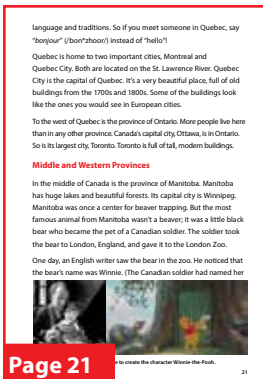 language and traditions. So if you meet someone in Quebec, say
“bonjour” (/bon*zhoor/) instead of “hello”!
Quebec is home to two important cities, Montreal and
Quebec City. Both are located on the St. Lawrence River. Quebec
City is the capital of Quebec. It’s a very beautiful place, full of old
buildings from the 1700s and 1800s. Some of the buildings look
like the ones you would see in European cities.
To the west of Quebec is the province of Ontario. More people live here
than in any other province. Canada’s capital city, Ottawa, is in Ontario.
So is its largest city, Toronto. Toronto is full of tall, modern buildings.
Middle and Western Provinces
In the middle of Canada is the province of Manitoba. Manitoba
has huge lakes and beautiful forests. Its capital city is Winnipeg.
Manitoba was once a center for beaver trapping. But the most
famous animal from Manitoba wasn’t a beaver; it was a little black
bear who became the pet of a Canadian soldier. The soldier took
the bear to London, England, and gave it to the London Zoo.
One day, an English writer saw the bear in the zoo. He noticed that
the bear’s name was Winnie. (The Canadian soldier had named her
to create the character Winnie-the-Pooh.
Page 21
21